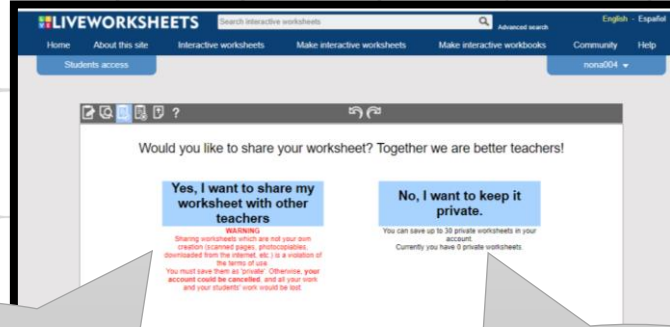 LIVEWORKSHEETS
Search interactive worksheets
Advanced search
English - Español
Home About this site Interactive worksheets Make interactive worksheets Make interactive workbooks Community Help
Students access
nona004
?
Would you like to share your worksheet? Together we are better teachers!
Yes, I want to share my
worksheet with other
teachers
WARNING
Sharing worksheets which are not your own
creation (scanned pages, photocopiables,
downloaded from the internet, etc.) is a violation of
the terms of use.
You must save them as 'private'. Otherwise, your
account could be cancelled, and all your work
and your students' work would be lost.
No, I want to keep it
private.
You can save up to 30 private worksheets in your
account.
Currently you have 0 private worksheets